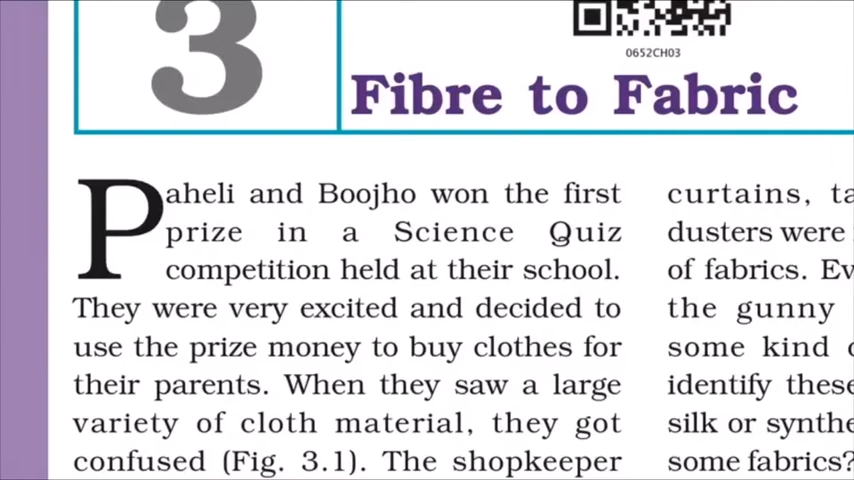 3
0652CH03
Fibre to Fabric
Paheli and Boojho won the first
prize in a Science Quiz
competition held at their school.
They were very excited and decided to
use the prize money to buy clothes for
their parents. When they saw a large
variety of cloth material, they got
confused (Fig. 3.1). The shopkeeper
curtains,
dusters were
of fabrics.
the gunny
some kind
identify these
silk or
some fabrics?